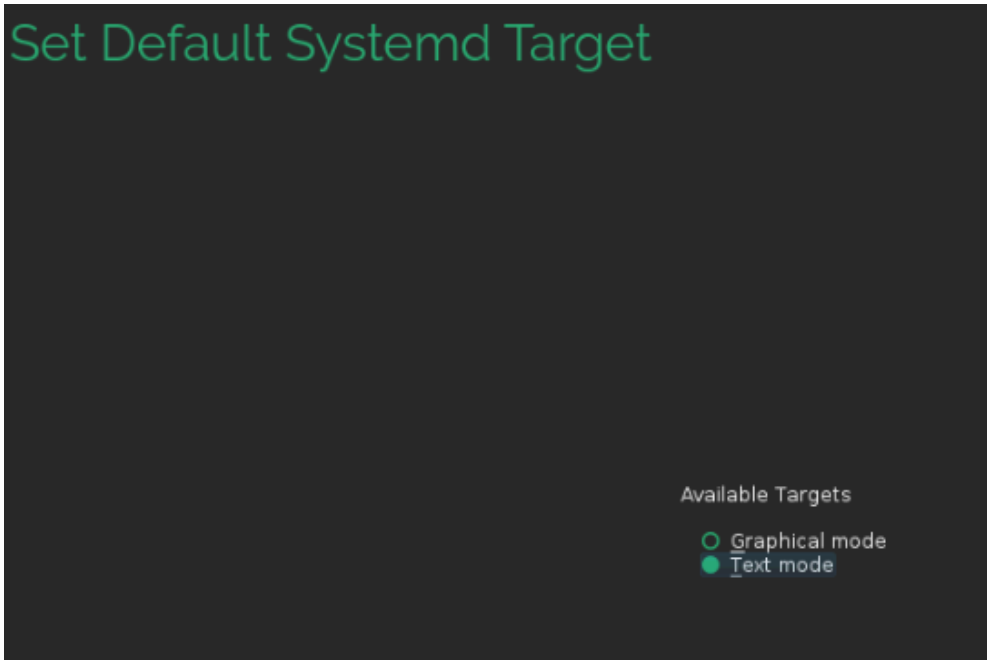 Set Default Systemd Target
Available Targets
Graphical mode
Text mode